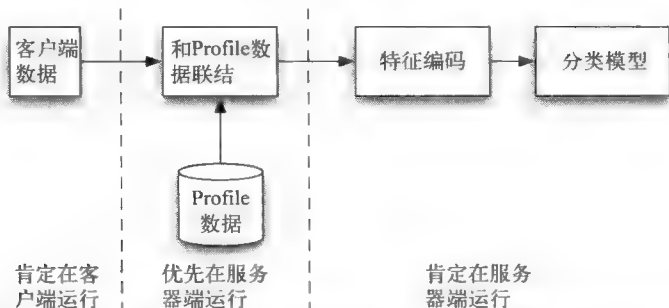 客户端
数据
和Profile数
据联结
特征编码
分类模型
Profile
数据
肯定在客
户端运行
优先在服务
器端运行
肯定在服务
器端运行